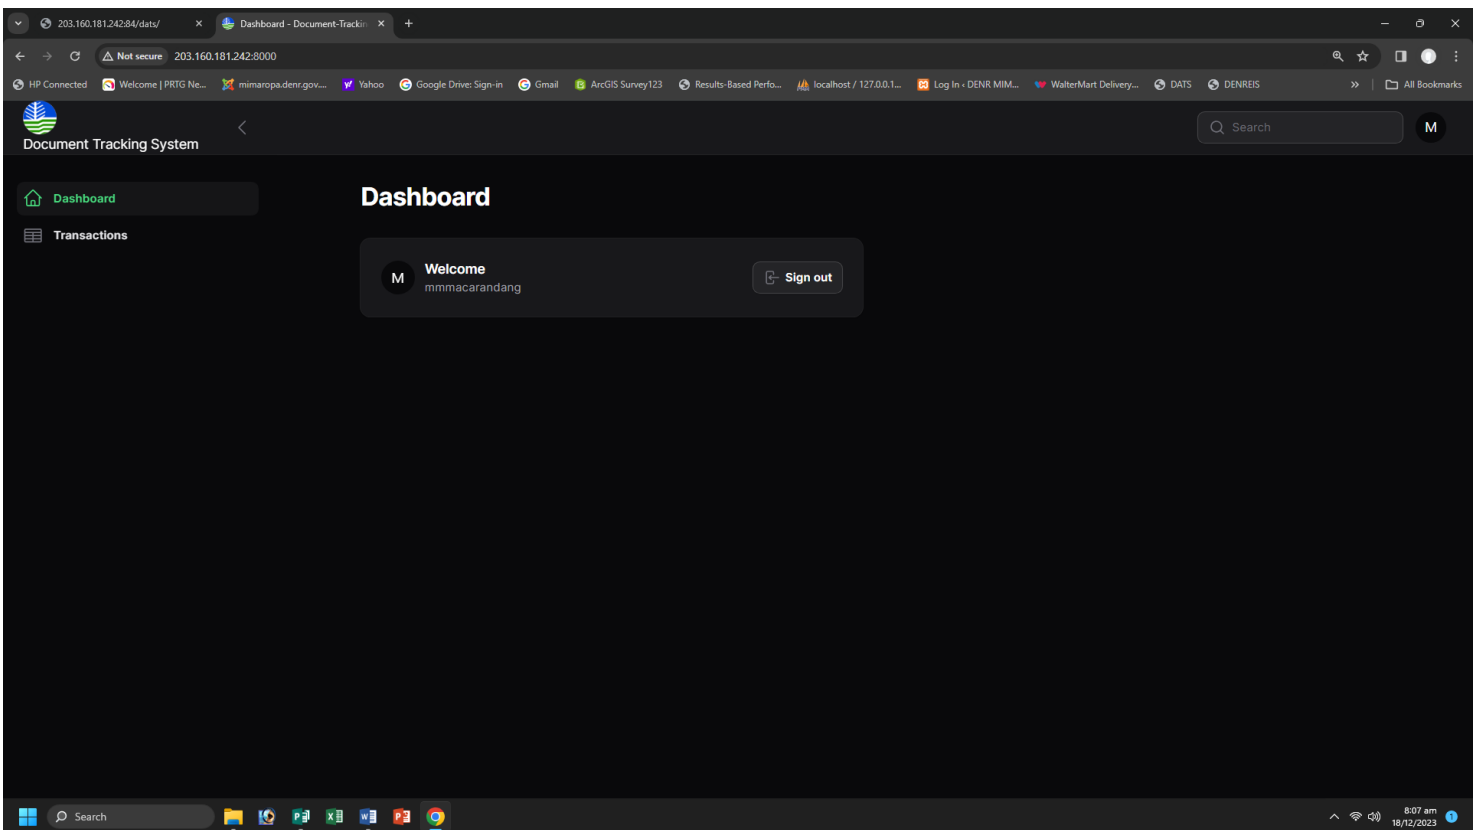 203.160.181.242:84/dats/
Dashboard - Document-Trackin
Not secure 203.160.181.242:8000
HP Connected Welcome | PRTG Ne... mimaropa.denr.gov.... Yahoo Google Drive: Sign-in Gmail ArcGIS Survey123 Results-Based Perfo... localhost / 127.0.0.1... Log In ‹ DENR MIM... WalterMart Delivery... DATS DENREIS » All Bookmarks
Document Tracking System
Search
M
Dashboard
Transactions
Dashboard
M
Welcome
mmmacarandang
Sign out
Search
8:07 am
18/12/2023
1